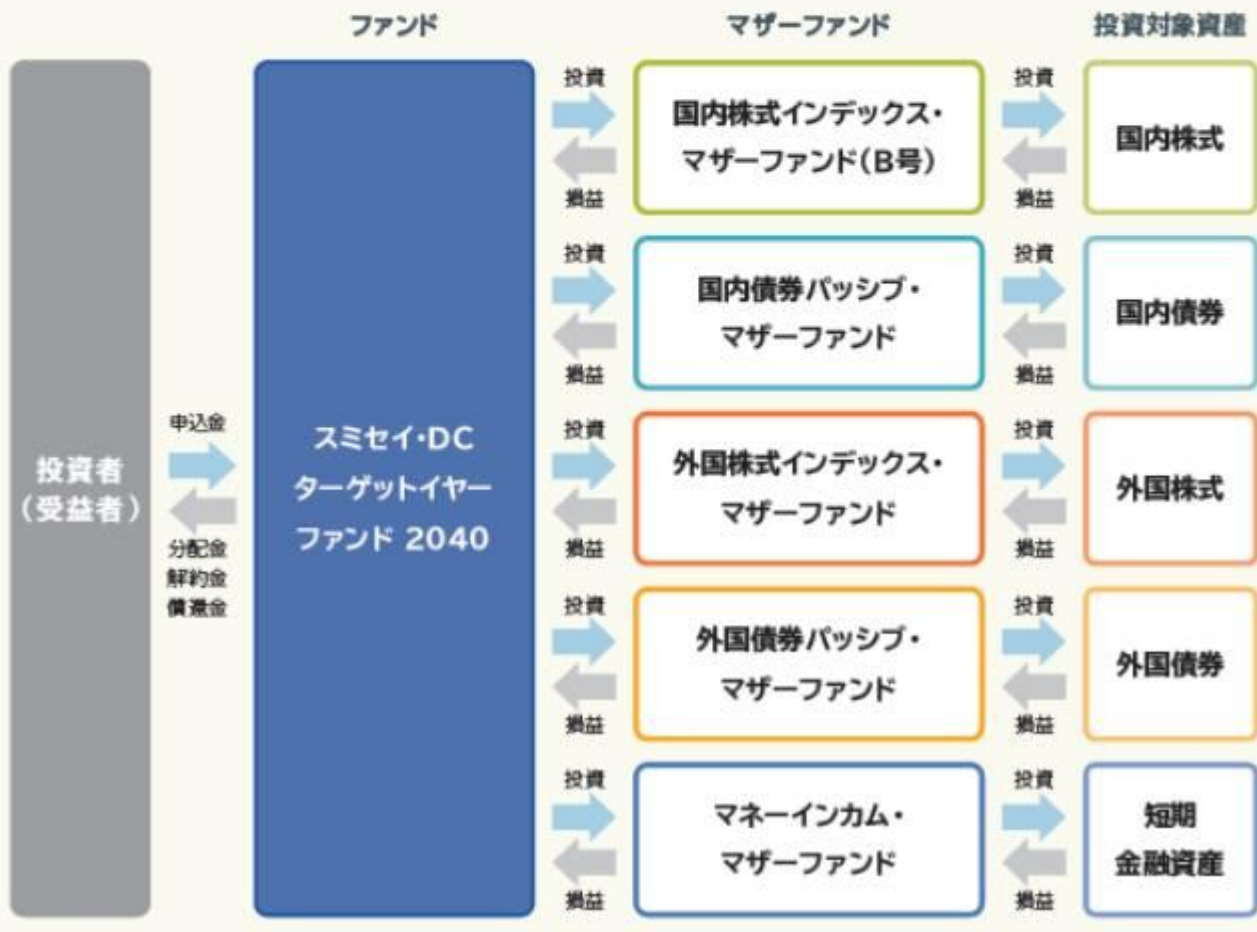 ファンド
マザーファンド
投資対象資産
投資者
（受益者）
申込金
分配金
解約金
償還金
スミセイ・DC
ターゲットイヤー
ファンド 2040
投資
損益
国内株式インデックス・
マザーファンド（B号）
投資
損益
国内株式
投資
損益
国内債券パッシブ・
マザーファンド
投資
損益
国内債券
投資
損益
外国株式インデックス・
マザーファンド
投資
損益
外国株式
投資
損益
外国債券パッシブ・
マザーファンド
投資
損益
外国債券
投資
損益
マネーインカム・
マザーファンド
投資
損益
短期
金融資産